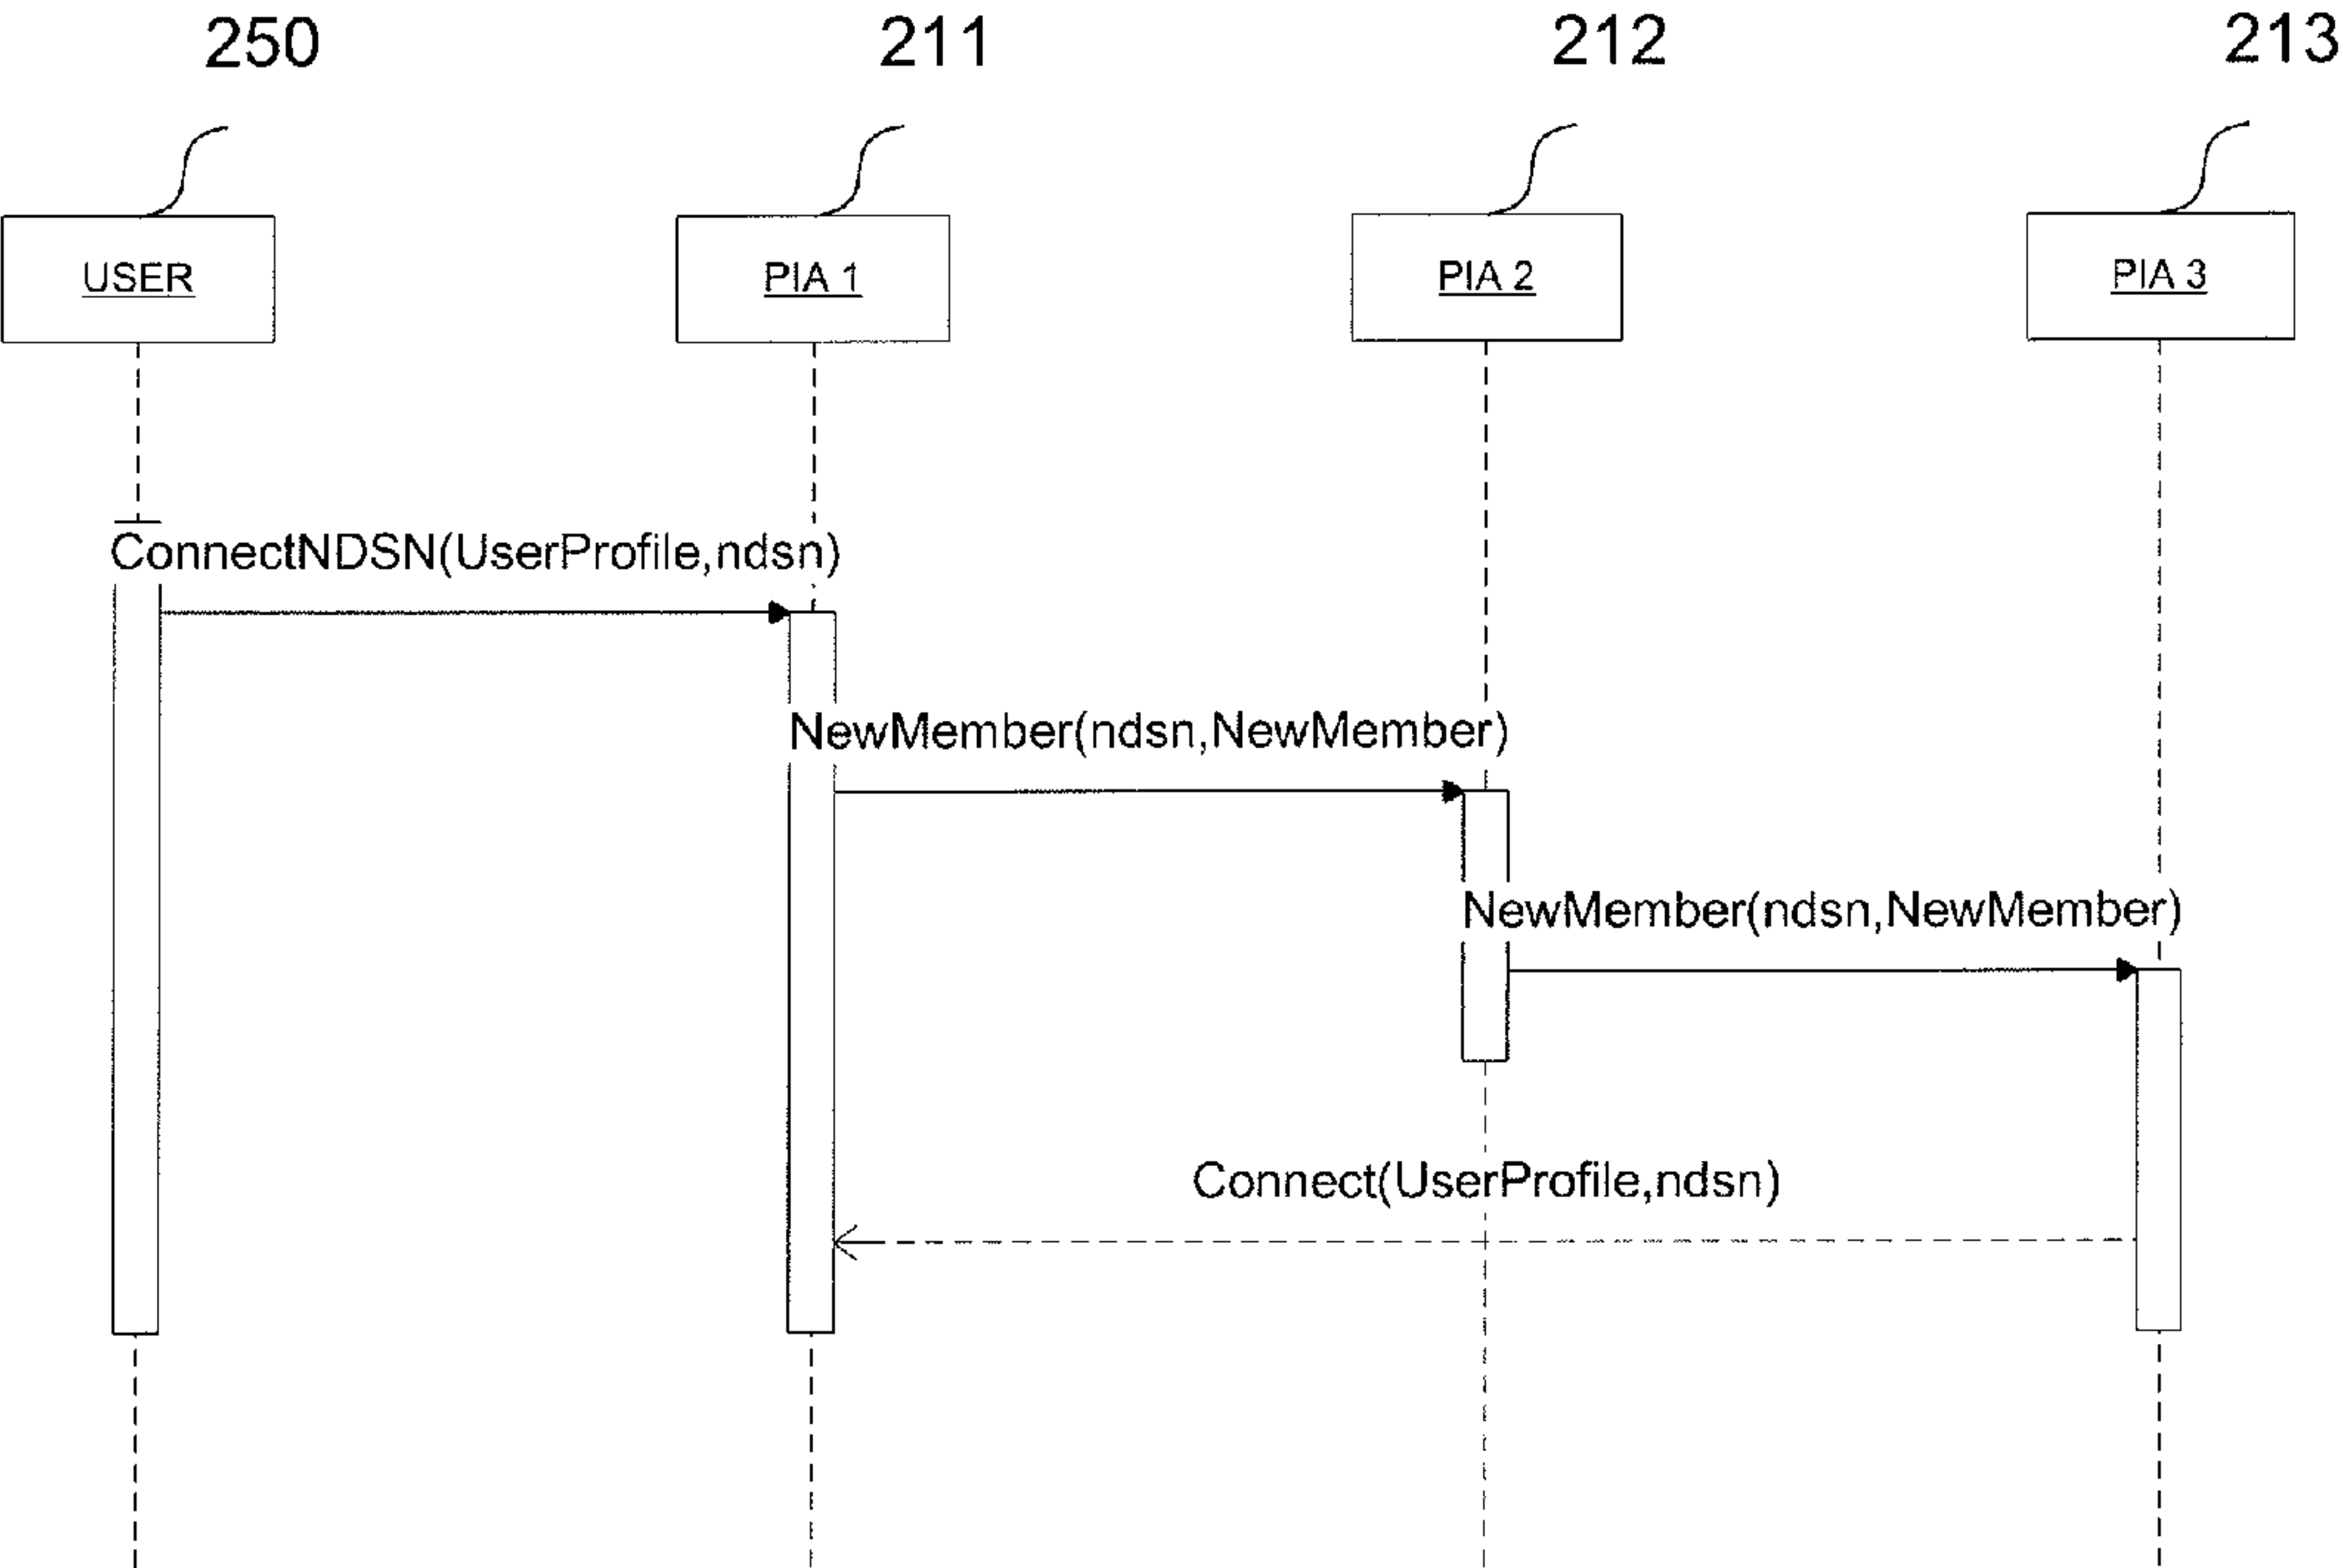 250
211
212
213
USER
PIA 1
PIA 2
PIA 3
ConnectNDSN(UserProfile,ndsn)
NewMember(ndsn,NewMember)
NewMember(ndsn,NewMember)
Connect(UserProfile,ndsn)